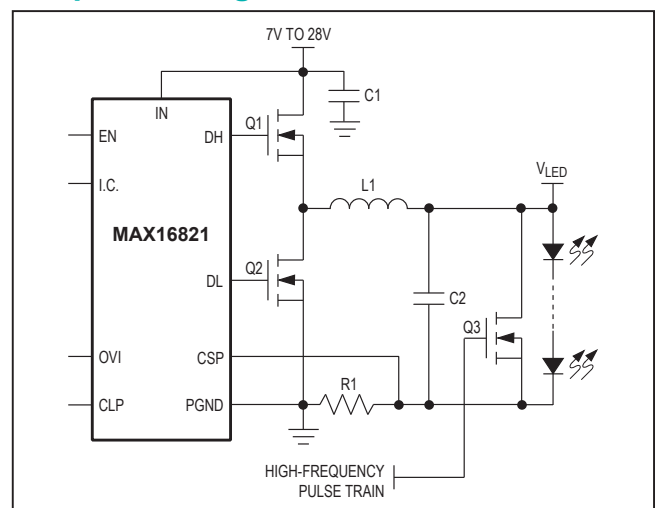 7V TO 28V
C1
IN
EN
DH
Q1
I.C.
L1
VLED
MAX16821
DL
Q2
C2
Q3
OVI
CSP
R1
CLP
PGND
HIGH-FREQUENCY
PULSE TRAIN